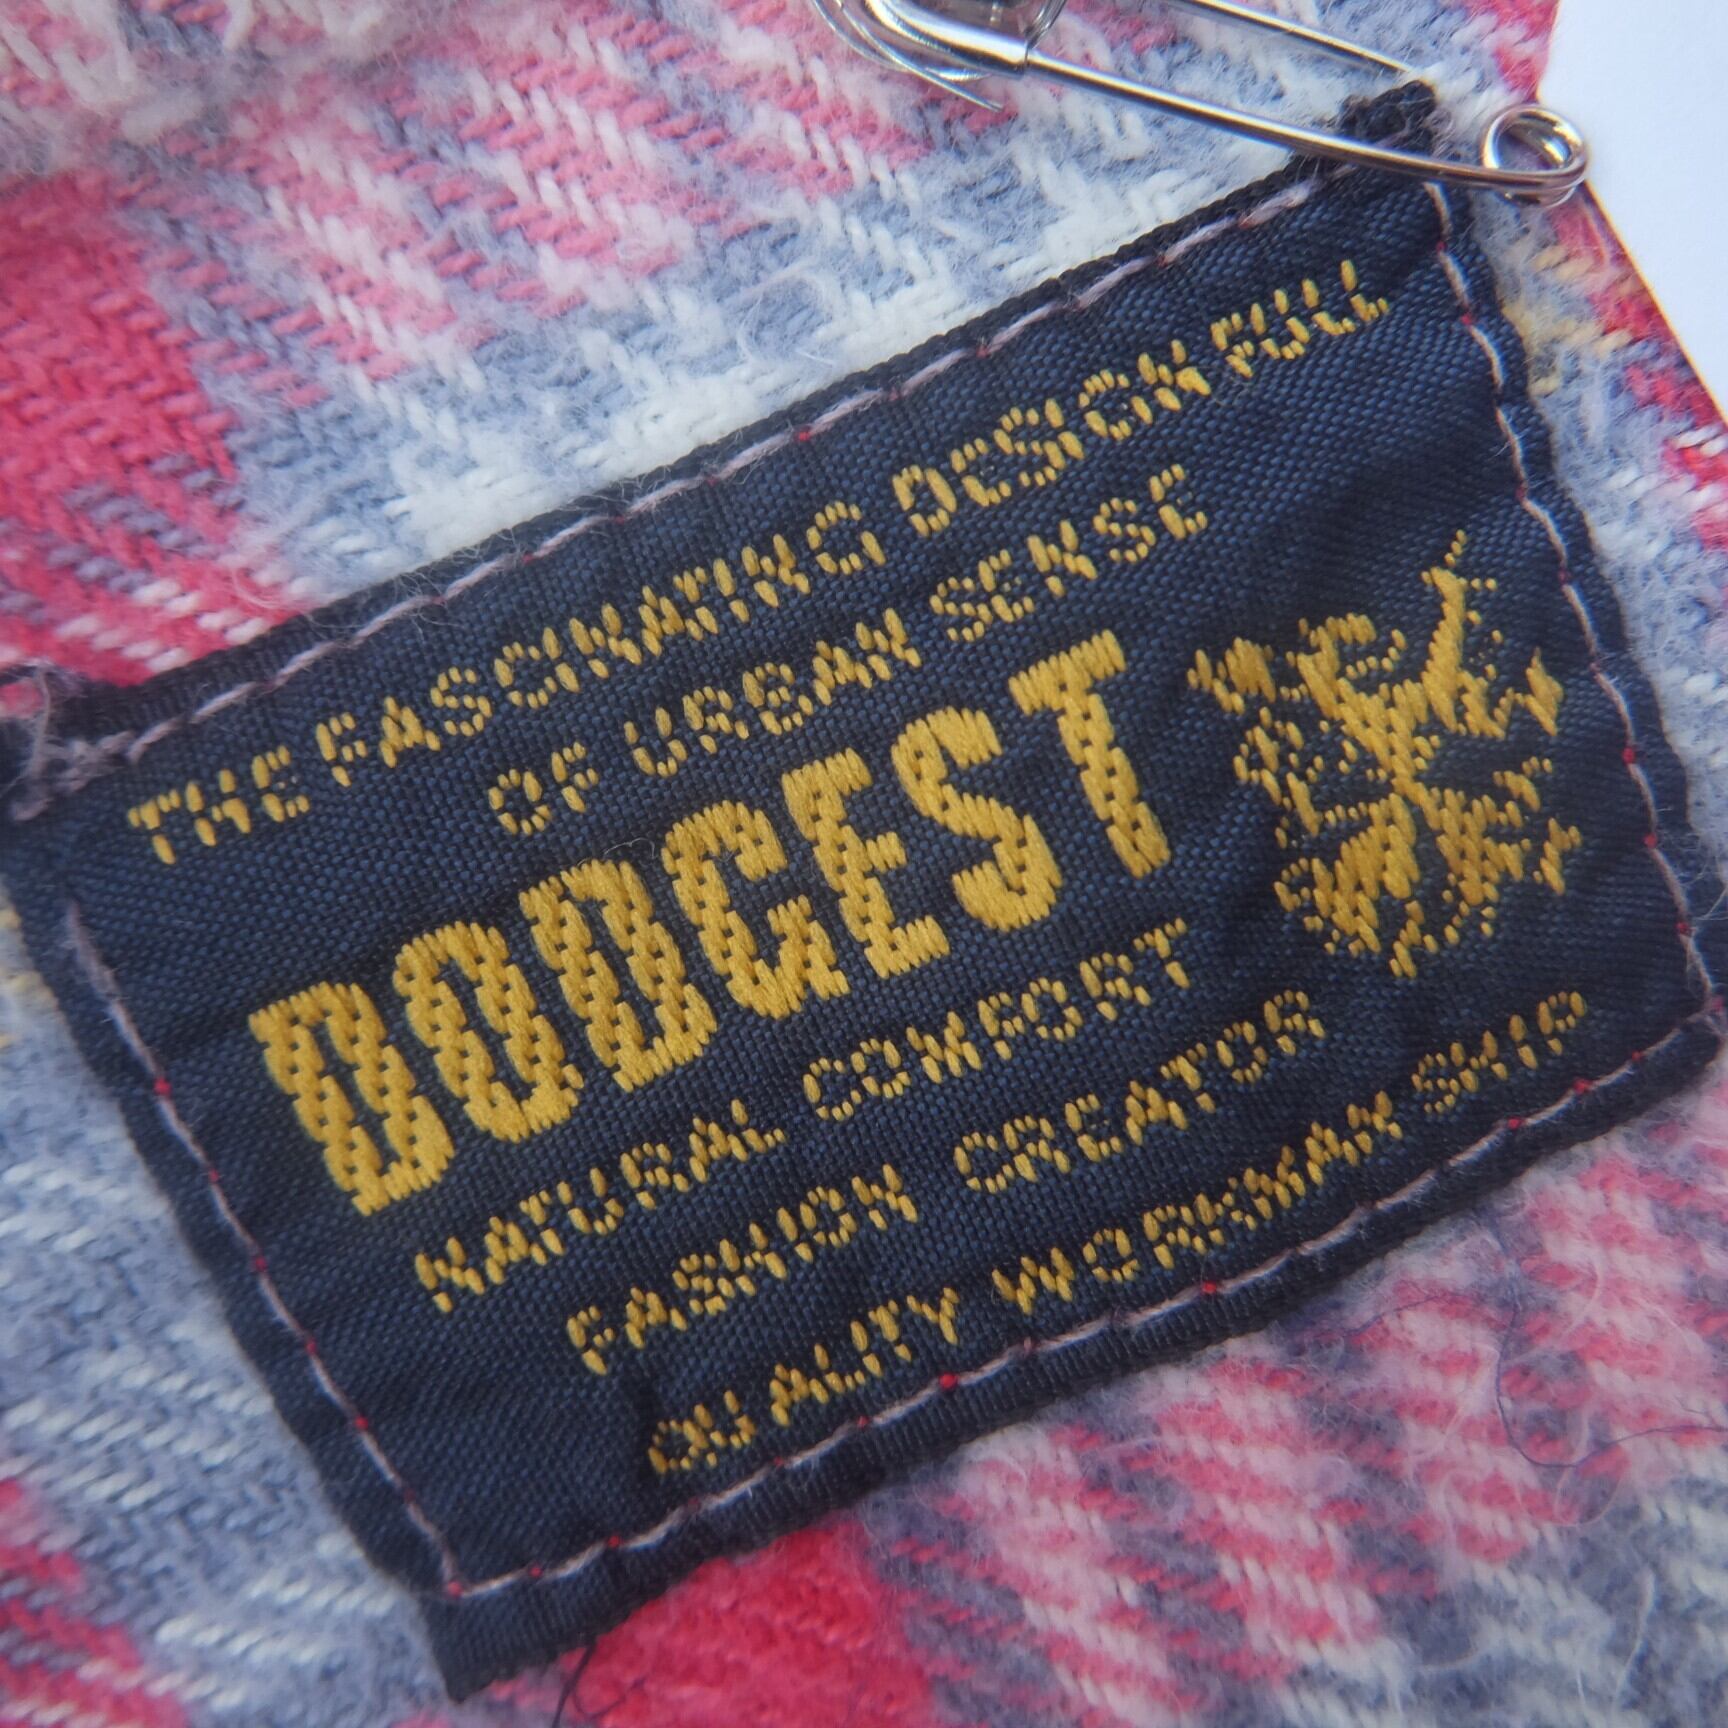 THE FASCINATING DESIGN FULL
OF URBAN SENSE
DODGEST
NATURAL COMFORT
FASHION CREATOR
QUALITY WORKMAN SHIP